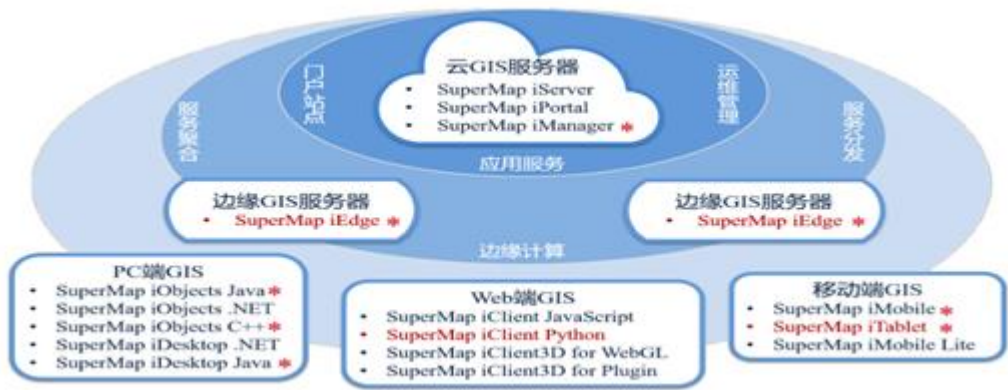 云GIS服务器
• SuperMap iServer
• SuperMap iPortal
• SuperMap iManager *
门户站点
运维管理
应用服务
服务聚合
服务分发
边缘GIS服务器
• SuperMap iEdge *
边缘GIS服务器
• SuperMap iEdge *
边缘计算
PC端GIS
• SuperMap iObjects Java *
• SuperMap iObjects .NET
• SuperMap iObjects C++ *
• SuperMap iDesktop .NET
• SuperMap iDesktop Java *
Web端GIS
• SuperMap iClient JavaScript
• SuperMap iClient Python
• SuperMap iClient3D for WebGL
• SuperMap iClient3D for Plugin
移动端GIS
• SuperMap iMobile *
• SuperMap iTablet *
• SuperMap iMobile Lite